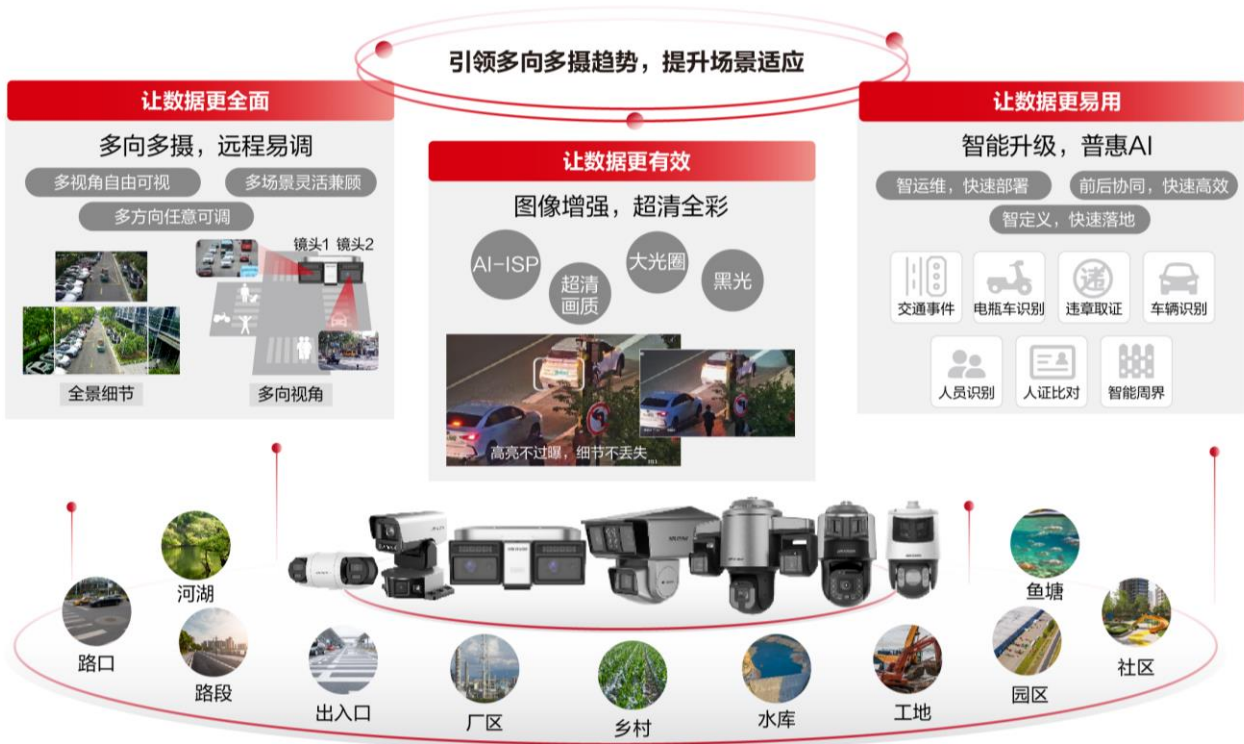 引领多向多摄趋势，提升场景适应
让数据更全面
多向多摄，远程易调
多视角自由可视
多场景灵活兼顾
多方向任意可调
镜头1 镜头2
全景细节
多向视角
让数据更有效
图像增强，超清全彩
AI-ISP
超清
画质
大光圈
黑光
高亮不过曝，细节不丢失
让数据更易用
智能升级，普惠AI
智运维，快速部署
前后协同，快速高效
智定义，快速落地
递
交通事件
电瓶车识别
违章取证
车辆识别
人员识别
人证比对
智能周界
河湖
鱼塘
路口
路段
出入口
厂区
乡村
水库
工地
园区
社区